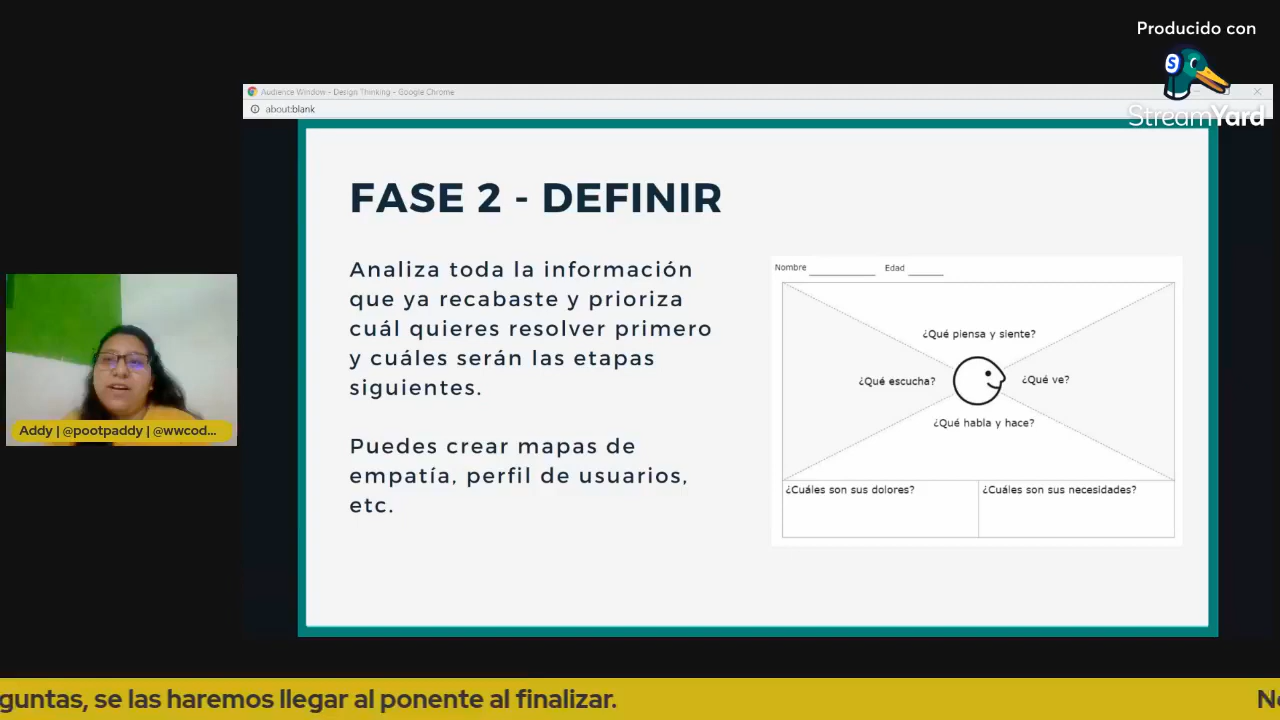 Producido con
StreamYard
Audience Window - Design Thinking - Google Chrome
about:blank
FASE 2 - DEFINIR
Analiza toda la información
que ya recabaste y prioriza
cuál quieres resolver primero
y cuáles serán las etapas
siguientes.
Puedes crear mapas de
empatía, perfil de usuarios,
etc.
Nombre Edad
¿Qué piensa y siente?
¿Qué escucha? ¿Qué ve?
¿Qué habla y hace?
¿Cuáles son sus dolores? ¿Cuáles son sus necesidades?
Addy | @pootpaddy | @wwcod...
guntas, se las haremos llegar al ponente al finalizar.